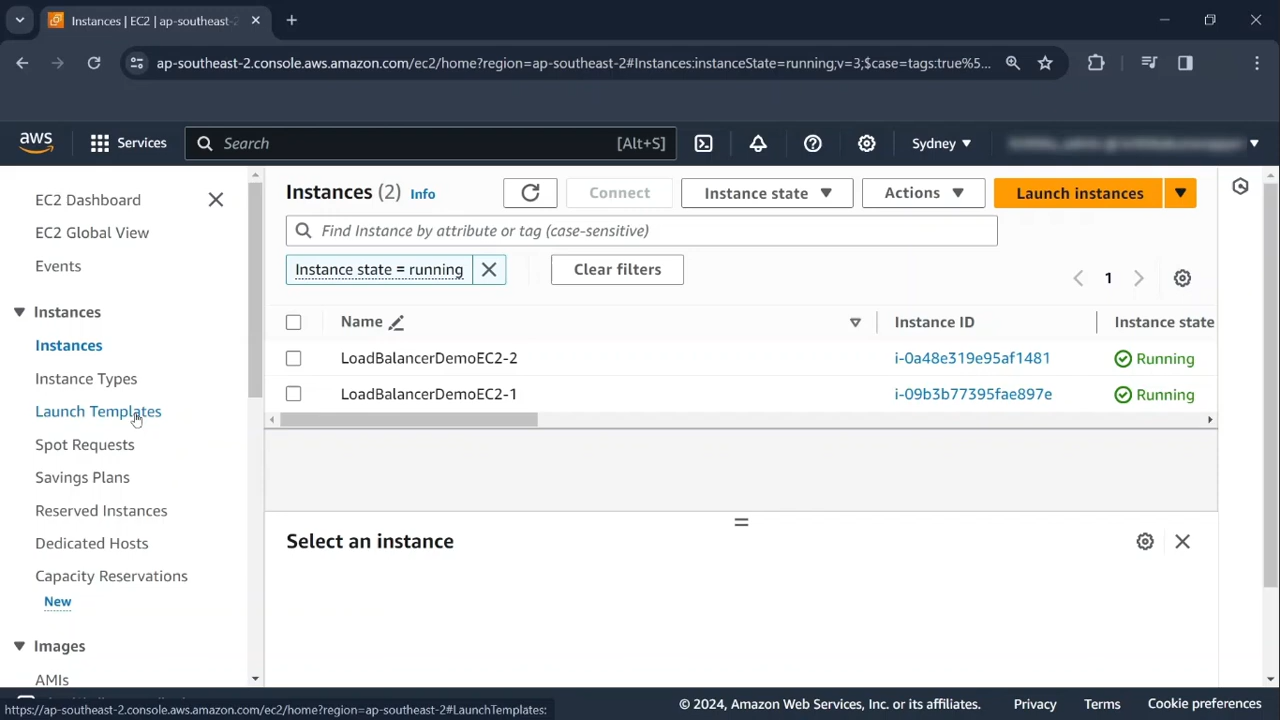 Instances | EC2 | ap-southeast-2
ap-southeast-2.console.aws.amazon.com/ec2/home?region=ap-southeast-2#Instances:instanceState=running;v=3;$case=tags:true%5...
aws
Services
Search
[Alt+S]
Sydney
EC2 Dashboard
EC2 Global View
Events
Instances
Instances
Instance Types
Launch Templates
Spot Requests
Savings Plans
Reserved Instances
Dedicated Hosts
Capacity Reservations
New
Images
AMIs
Instances (2) Info
Connect
Instance state
Actions
Launch instances
Find Instance by attribute or tag (case-sensitive)
Instance state = running
Clear filters
1
Name
Instance ID
Instance state
LoadBalancerDemoEC2-2
i-0a48e319e95af1481
Running
LoadBalancerDemoEC2-1
i-09b3b77395fae897e
Running
Select an instance
https://ap-southeast-2.console.aws.amazon.com/ec2/home?region=ap-southeast-2#LaunchTemplates:
© 2024, Amazon Web Services, Inc. or its affiliates.
Privacy
Terms
Cookie preferences